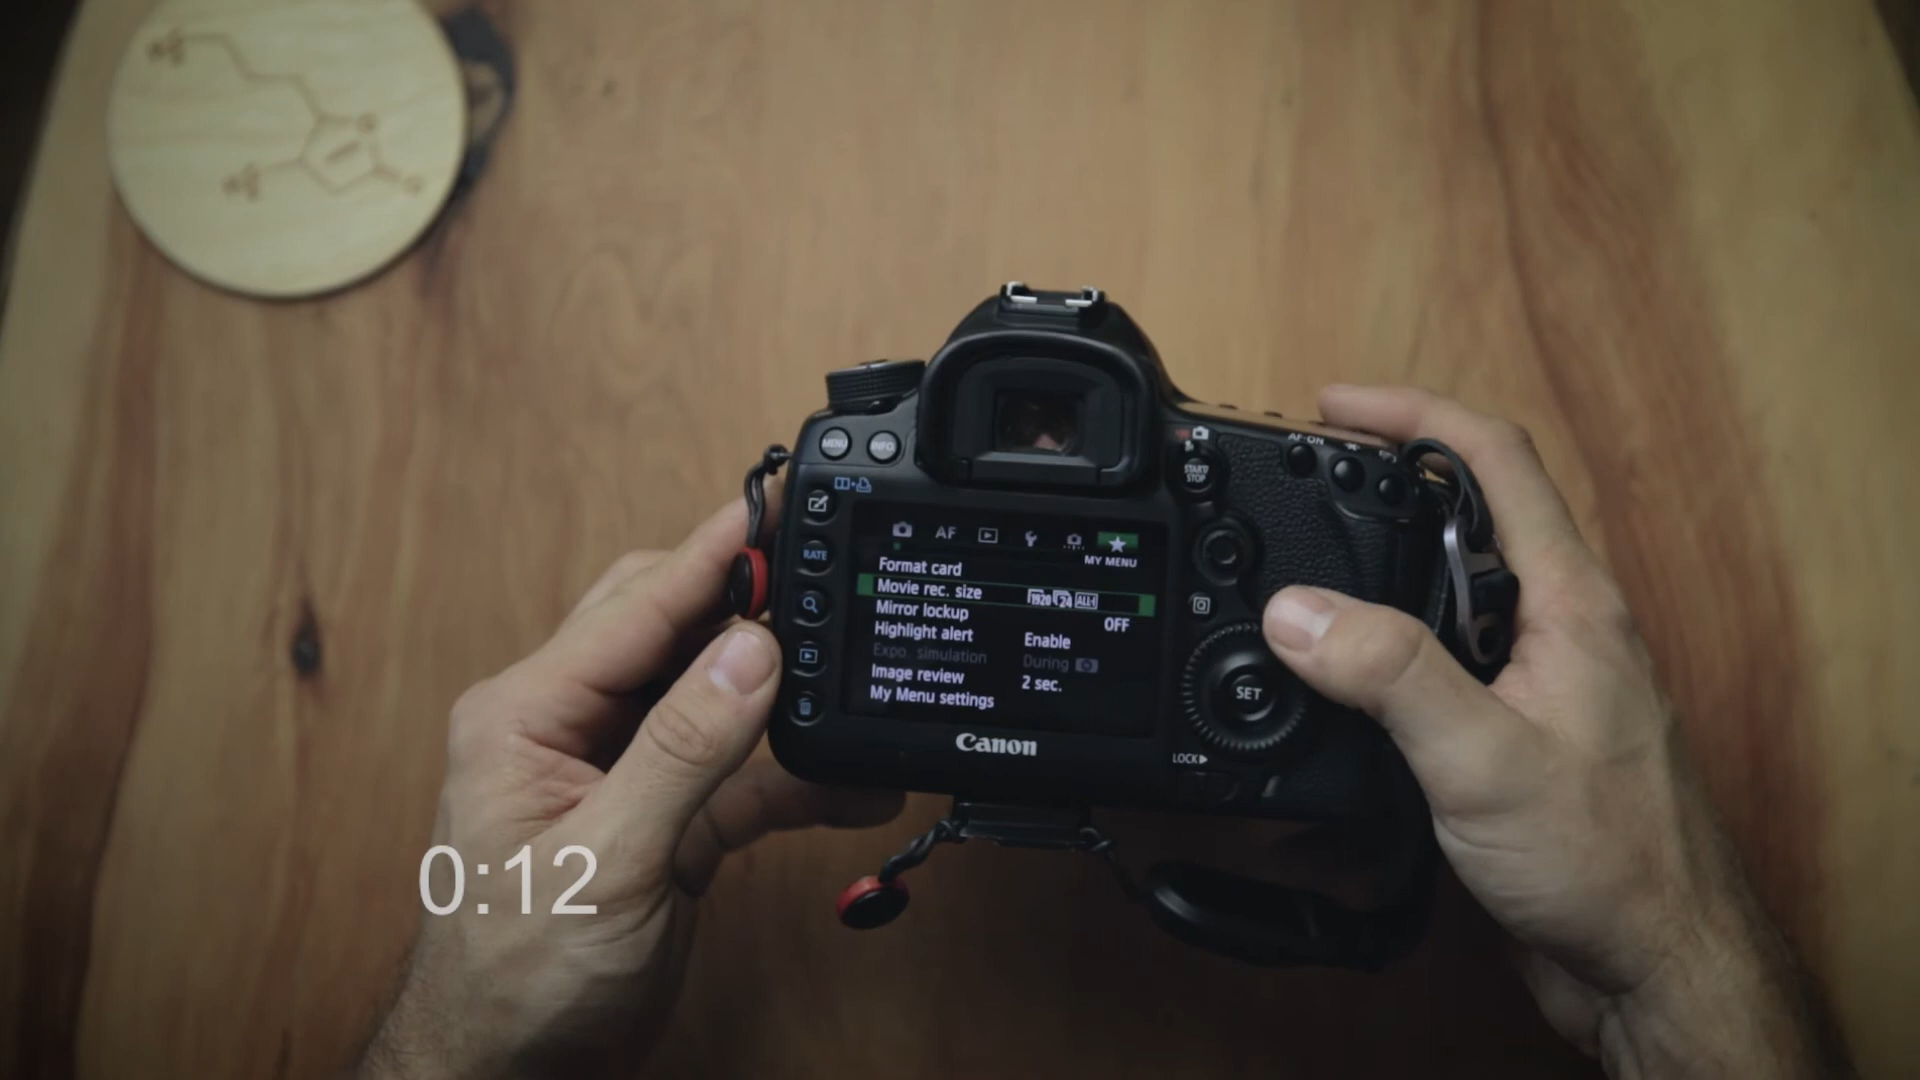 MENU
INFO
AF-ON
START/
STOP
RATE
AF
MY MENU
Format card
Movie rec. size 1920 24 ALL-I
Mirror lockup OFF
Highlight alert Enable
Expo. simulation During
Image review 2 sec.
My Menu settings
Q
SET
Canon
LOCK
0:12